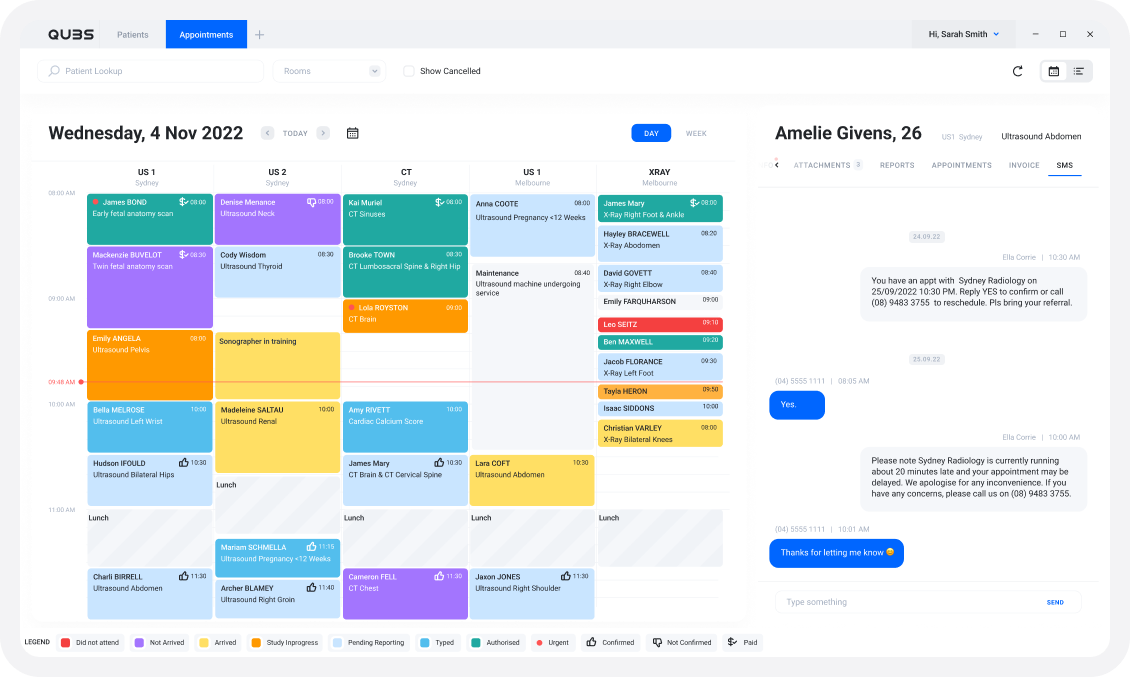 QUBS
Patients
Appointments
Hi, Sarah Smith
Patient Lookup
Rooms
Show Cancelled
Wednesday, 4 Nov 2022
TODAY
DAY
WEEK
US 1
Sydney
US 2
Sydney
CT
Sydney
US 1
Melbourne
XRAY
Melbourne
08:00 AM
09:00 AM
09:48 AM
10:00 AM
11:00 AM
James BOND 08:00
Early fetal anatomy scan
Mackenzie BUVELOT 08:30
Twin fetal anatomy scan
Emily ANGELA 08:00
Ultrasound Pelvis
Bella MELROSE 10:00
Ultrasound Left Wrist
Hudson IFOULD 10:30
Ultrasound Bilateral Hips
Lunch
Charli BIRRELL 11:30
Ultrasound Abdomen
Denise Menance 08:00
Ultrasound Neck
Cody Wisdom 08:30
Ultrasound Thyroid
Sonographer in training
Madeleine SALTAU 10:00
Ultrasound Renal
Lunch
Mariam SCHMELLA 11:15
Ultrasound Pregnancy <12 Weeks
Archer BLAMEY 11:40
Ultrasound Right Groin
Kai Muriel 08:00
CT Sinuses
Brooke TOWN 08:30
CT Lumbosacral Spine & Right Hip
Lola ROYSTON 09:00
CT Brain
Amy RIVETT 10:00
Cardiac Calcium Score
James Mary 10:30
CT Brain & CT Cervical Spine
Lunch
Cameron FELL 11:30
CT Chest
Anna COOTE 08:00
Ultrasound Pregnancy <12 Weeks
Maintenance 08:40
Ultrasound machine undergoing
service
Lara COFT 10:30
Ultrasound Abdomen
Lunch
Jaxon JONES 11:30
Ultrasound Right Shoulder
James Mary 08:00
X-Ray Right Foot & Ankle
Hayley BRACEWELL 08:20
X-Ray Abodomen
David GOVETT 08:40
X-Ray Right Elbow
Emily FARQUHARSON 09:00
Leo SEITZ 09:10
Ben MAXWELL 09:20
Jacob FLORANCE 09:30
X-Ray Left Foot
Tayla HERON 09:50
Isaac SIDDONS 10:00
Christian VARLEY 08:00
X-Ray Bilateral Knees
Lunch
Amelie Givens, 26
US1 Sydney
Ultrasound Abdomen
ATTACHMENTS 3
REPORTS
APPOINTMENTS
INVOICE
SMS
24.09.22
Ella Corrie | 10:30 AM
You have an appt with Sydney Radiology on
25/09/2022 10:30 PM. Reply YES to confirm or call
(08) 9483 3755 to reschedule. Pls bring your referral.
25.09.22
(04) 5555 1111 | 08:05 AM
Yes.
Ella Corrie | 10:00 AM
Please note Sydney Radiology is currently running
about 20 minutes late and your appointment may be
delayed. We apologise for any inconvenience. If you
have any concerns, please call us on (08) 9483 3755.
(04) 5555 1111 | 10:01 AM
Thanks for letting me know 😄
Type something
SEND
LEGEND
Did not attend
Not Arrived
Arrived
Study Inprogress
Pending Reporting
Typed
Authorised
Urgent
Confirmed
Not Confirmed
Paid